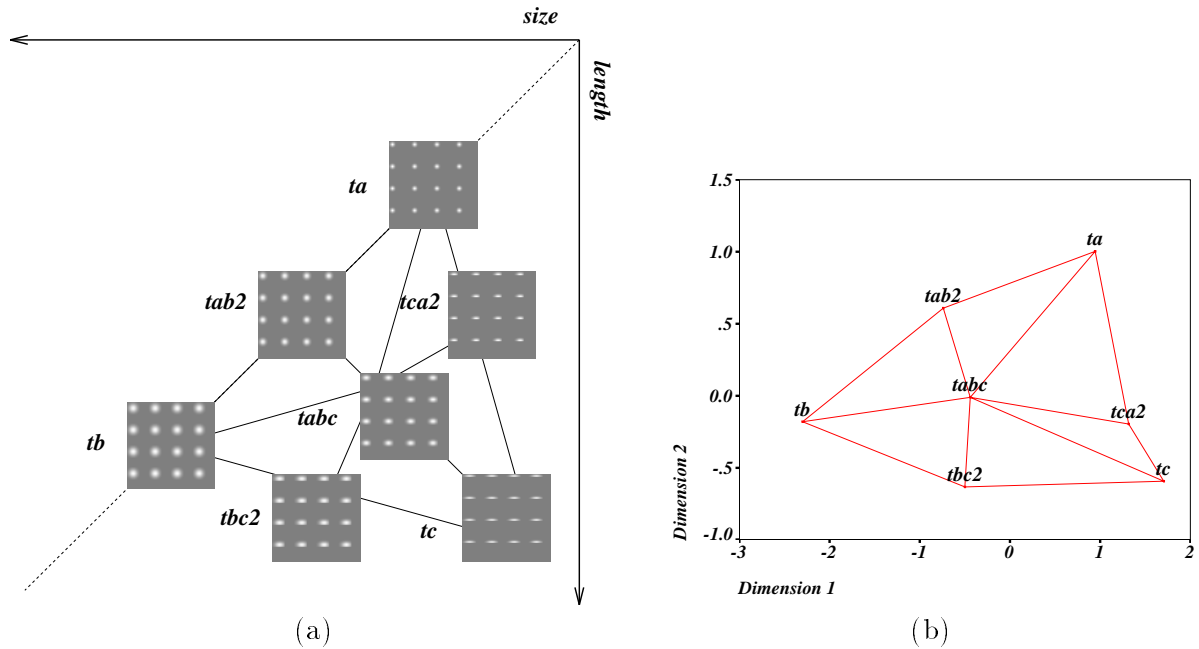 size
length
ta
tab2
tca2
tabc
tb
tbc2
tc
(a)
1.5
1.0
.5
0.0
-.5
-1.0
Dimension 2
-3
-2
-1
0
1
2
Dimension 1
ta
tab2
tabc
tb
tca2
tbc2
tc
(b)